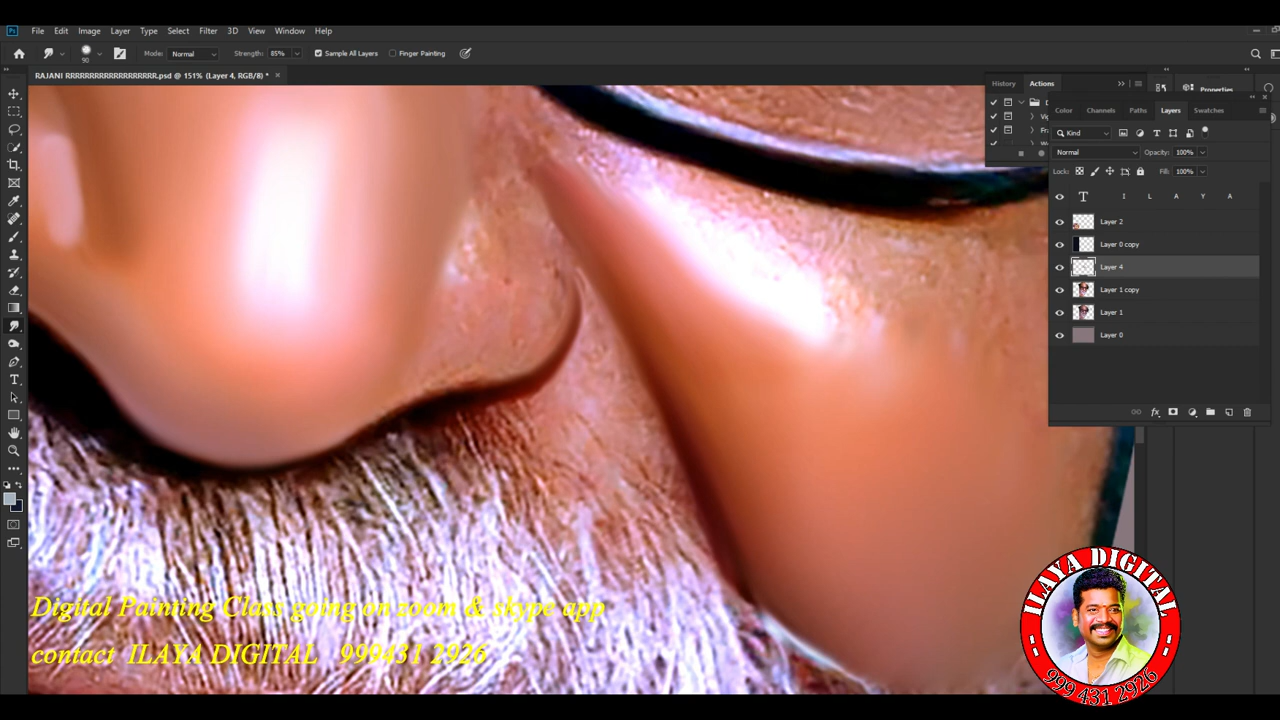 File Edit Image Layer Type Select Filter 3D View Window Help
90 Mode: Normal Strength: 85% Sample All Layers Finger Painting
RAJANI RRRRRRRRRRRRRRRRRRR.psd @ 151% (Layer 4, RGB/8) *
History Actions
Properties
Color Channels Paths Layers Swatches
Kind
Normal Opacity: 100%
Lock: Fill: 100%
T I L A Y A
Layer 2
Layer 0 copy
Layer 4
Layer 1 copy
Layer 1
Layer 0
fx
Digital Painting Class going on zoom & skype app
contact ILAYA DIGITAL 999431 2926
ILAYA DIGITAL
999 431 2926